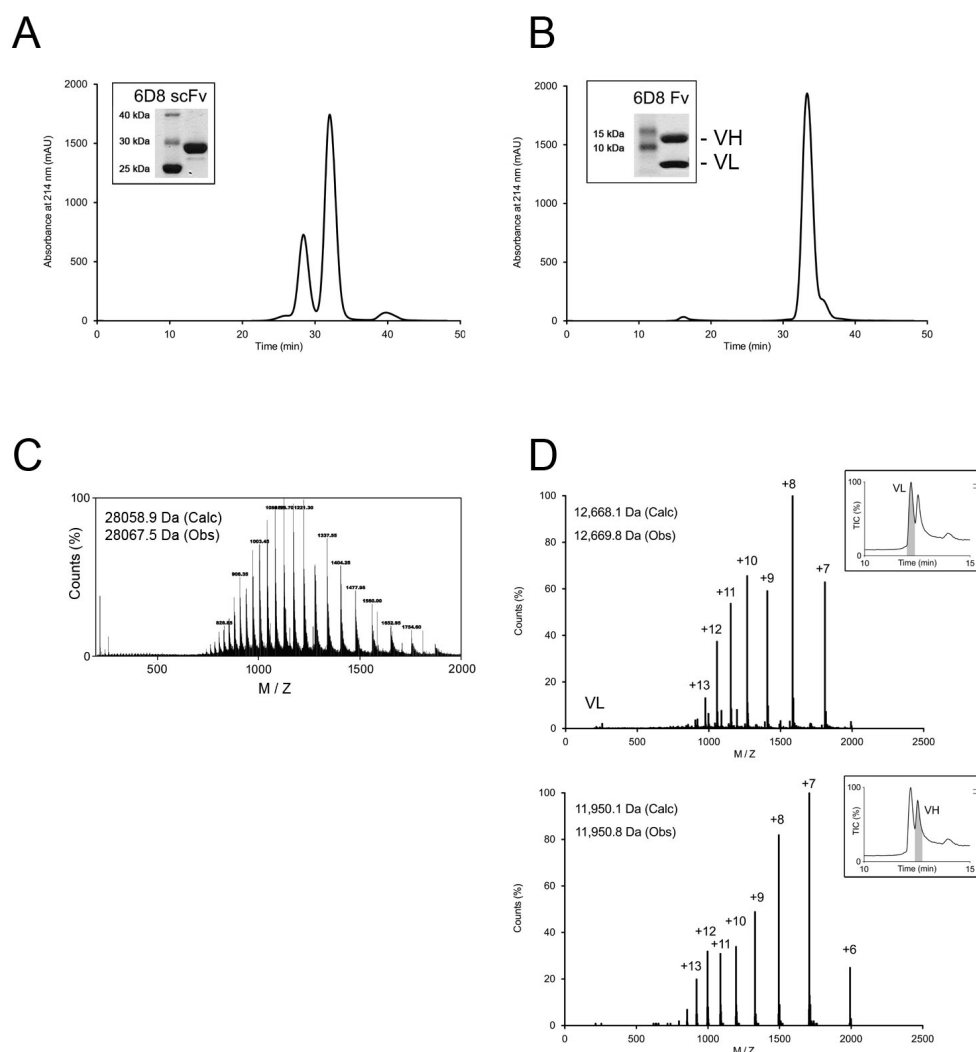 A
6D8 scFv
40 kDa
30 kDa
25 kDa
2000
1500
1000
500
0
Absorbance at 214 nm (mAU)
0 10 20 30 40 50
Time (min)
B
6D8 Fv
15 kDa
10 kDa
- VH
- VL
2000
1500
1000
500
0
Absorbance at 214 nm (mAU)
0 10 20 30 40 50
Time (min)
C
100
0
Counts (%)
28058.9 Da (Calc)
28067.5 Da (Obs)
1221.30
1003.45
1337.55
906.35
1404.25
1477.95
1652.95
1754.60
500 1000 1500 2000
M / Z
D
100
80
60
40
20
0
Counts (%)
12,668.1 Da (Calc)
12,669.8 Da (Obs)
+8
+10
+9
+7
+11
+12
+13
VL
0 500 1000 1500 2000 2500
M / Z
100
0
TIC (%)
VL
10 Time (min) 15
100
80
60
40
20
0
Counts (%)
11,950.1 Da (Calc)
11,950.8 Da (Obs)
+7
+8
+9
+12
+10
+11
+13
+6
0 500 1000 1500 2000 2500
M / Z
100
0
TIC (%)
VH
10 Time (min) 15